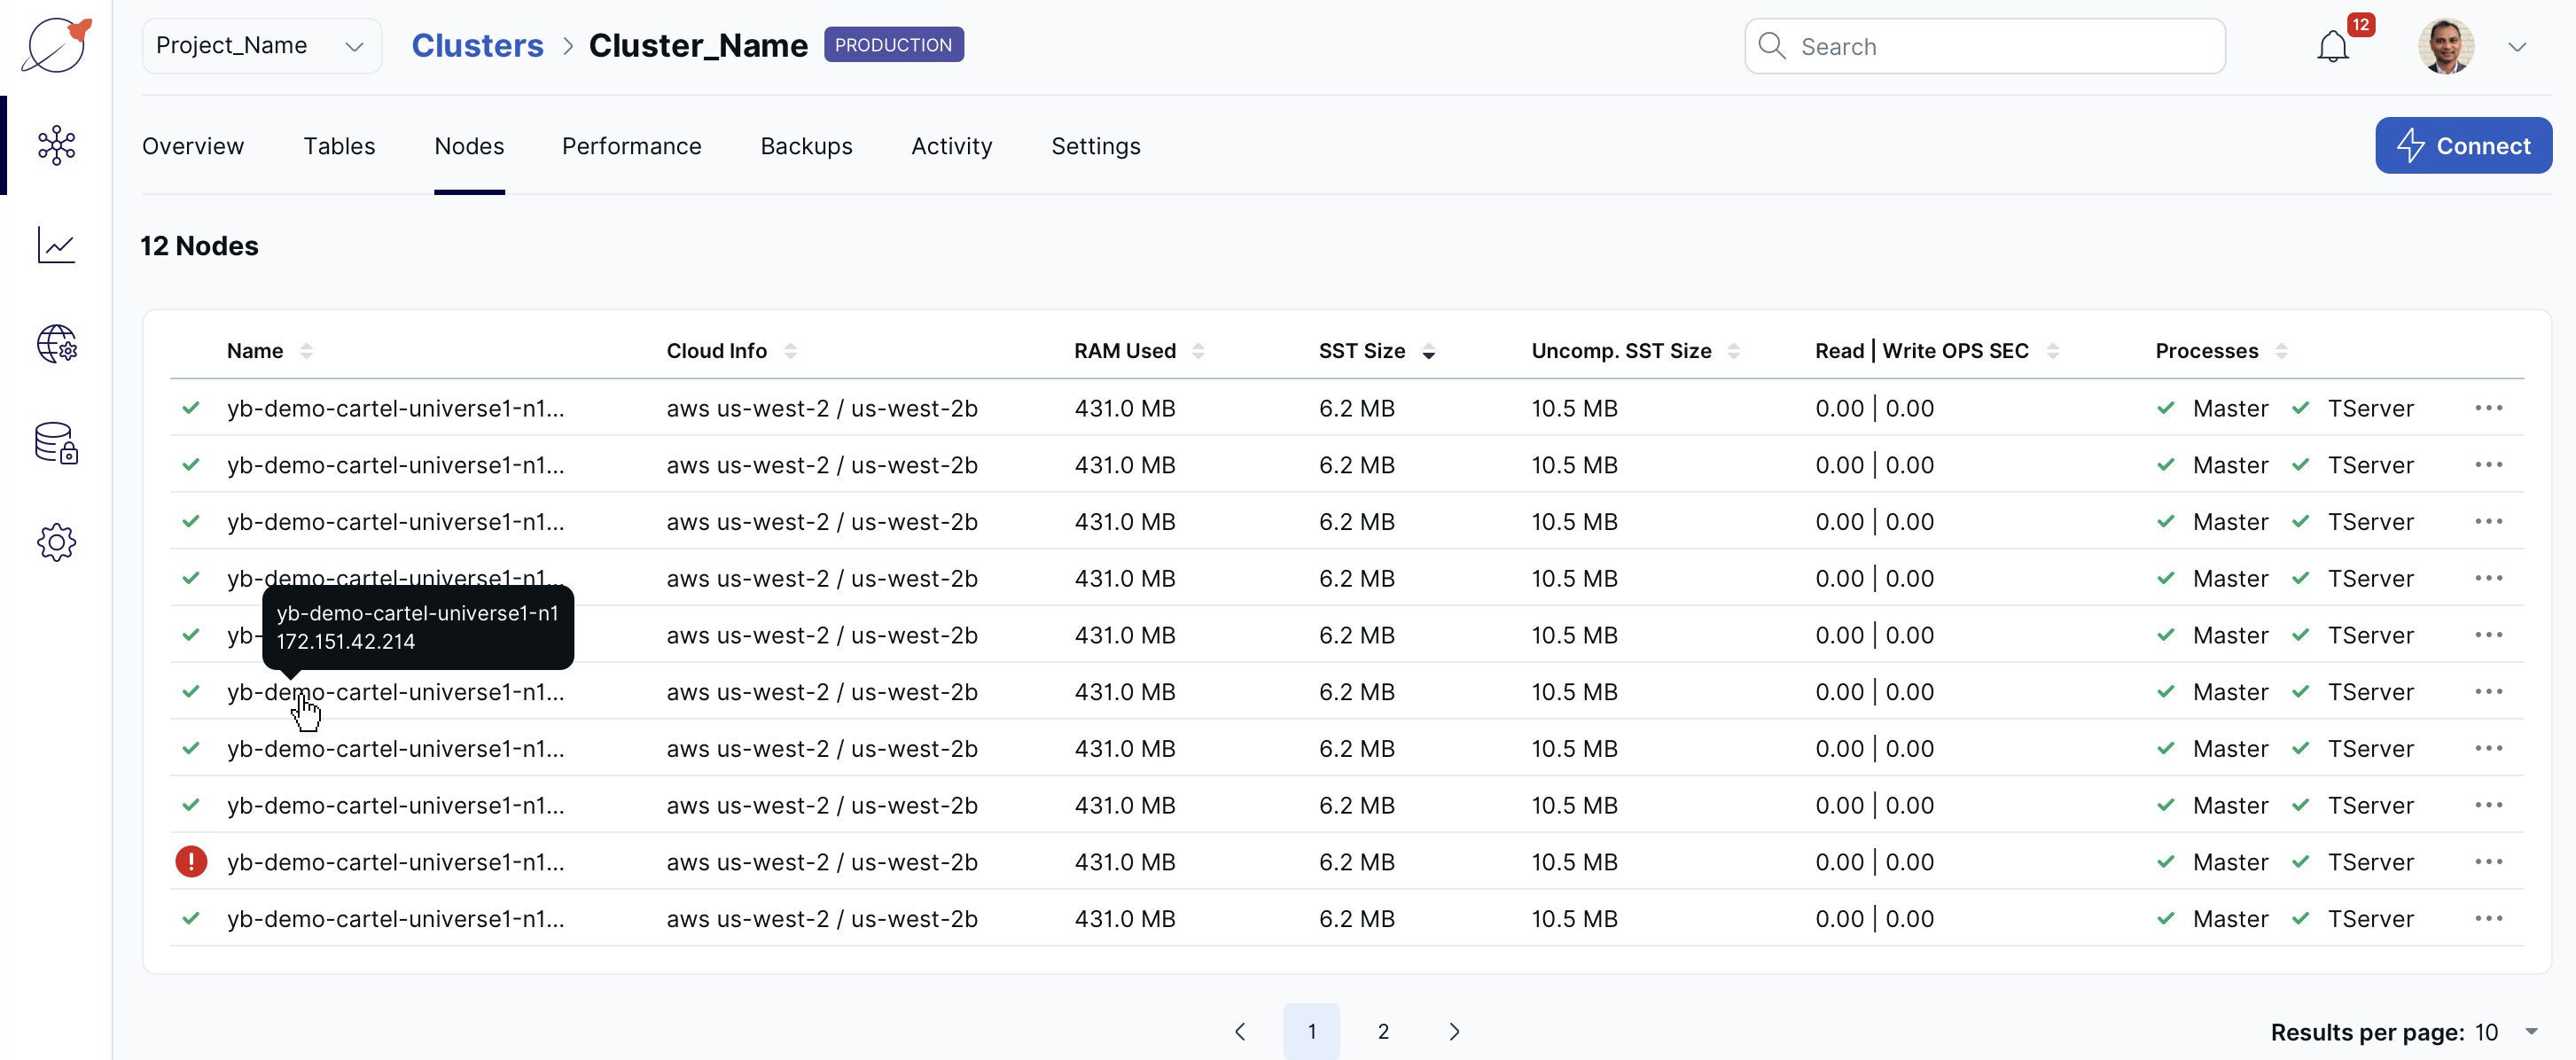 Project_Name
Clusters > Cluster_Name PRODUCTION
Search
12
Overview Tables Nodes Performance Backups Activity Settings
Connect
12 Nodes
Name Cloud Info RAM Used SST Size Uncomp. SST Size Read | Write OPS SEC Processes
yb-demo-cartel-universe1-n1... aws us-west-2 / us-west-2b 431.0 MB 6.2 MB 10.5 MB 0.00 | 0.00 Master TServer
yb-demo-cartel-universe1-n1... aws us-west-2 / us-west-2b 431.0 MB 6.2 MB 10.5 MB 0.00 | 0.00 Master TServer
yb-demo-cartel-universe1-n1... aws us-west-2 / us-west-2b 431.0 MB 6.2 MB 10.5 MB 0.00 | 0.00 Master TServer
yb-demo-cartel-universe1-n1... aws us-west-2 / us-west-2b 431.0 MB 6.2 MB 10.5 MB 0.00 | 0.00 Master TServer
yb-demo-cartel-universe1-n1
172.151.42.214
yb- aws us-west-2 / us-west-2b 431.0 MB 6.2 MB 10.5 MB 0.00 | 0.00 Master TServer
yb-demo-cartel-universe1-n1... aws us-west-2 / us-west-2b 431.0 MB 6.2 MB 10.5 MB 0.00 | 0.00 Master TServer
yb-demo-cartel-universe1-n1... aws us-west-2 / us-west-2b 431.0 MB 6.2 MB 10.5 MB 0.00 | 0.00 Master TServer
yb-demo-cartel-universe1-n1... aws us-west-2 / us-west-2b 431.0 MB 6.2 MB 10.5 MB 0.00 | 0.00 Master TServer
yb-demo-cartel-universe1-n1... aws us-west-2 / us-west-2b 431.0 MB 6.2 MB 10.5 MB 0.00 | 0.00 Master TServer
yb-demo-cartel-universe1-n1... aws us-west-2 / us-west-2b 431.0 MB 6.2 MB 10.5 MB 0.00 | 0.00 Master TServer
1 2
Results per page: 10